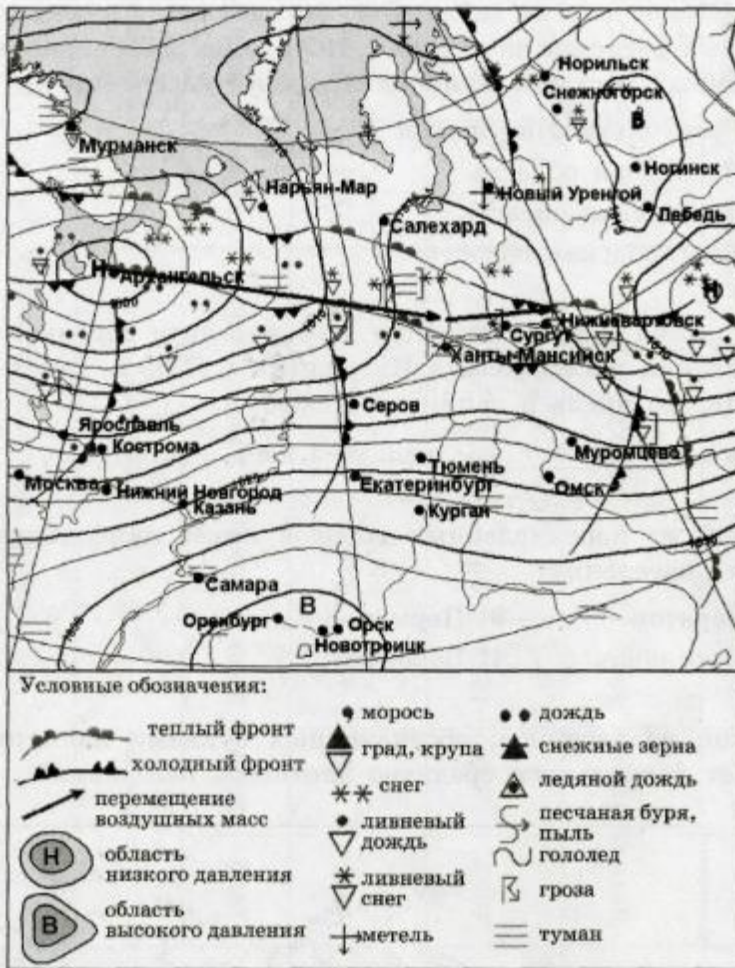 Норильск
Снежногорск
В
Мурманск
Ногинск
Нарьян-Мар
Новый Уренгой
Лебедь
Салехард
Н
Архангельск
Н
Нижневартовск
Сургут
Ханты-Мансийск
Серов
Ярославль
Кострома
Муромцево
Тюмень
Москва
Екатеринбург
Омск
Нижний Новгород
Казань
Курган
Самара
В
Оренбург
Орск
Новотроицк
Условные обозначения:
теплый фронт
холодный фронт
перемещение
воздушных масс
Н
область
низкого давления
В
область
высокого давления
морось
град, крупа
снег
ливневый
дождь
ливневый
снег
метель
дождь
снежные зерна
ледяной дождь
песчаная буря,
пыль
гололед
гроза
туман